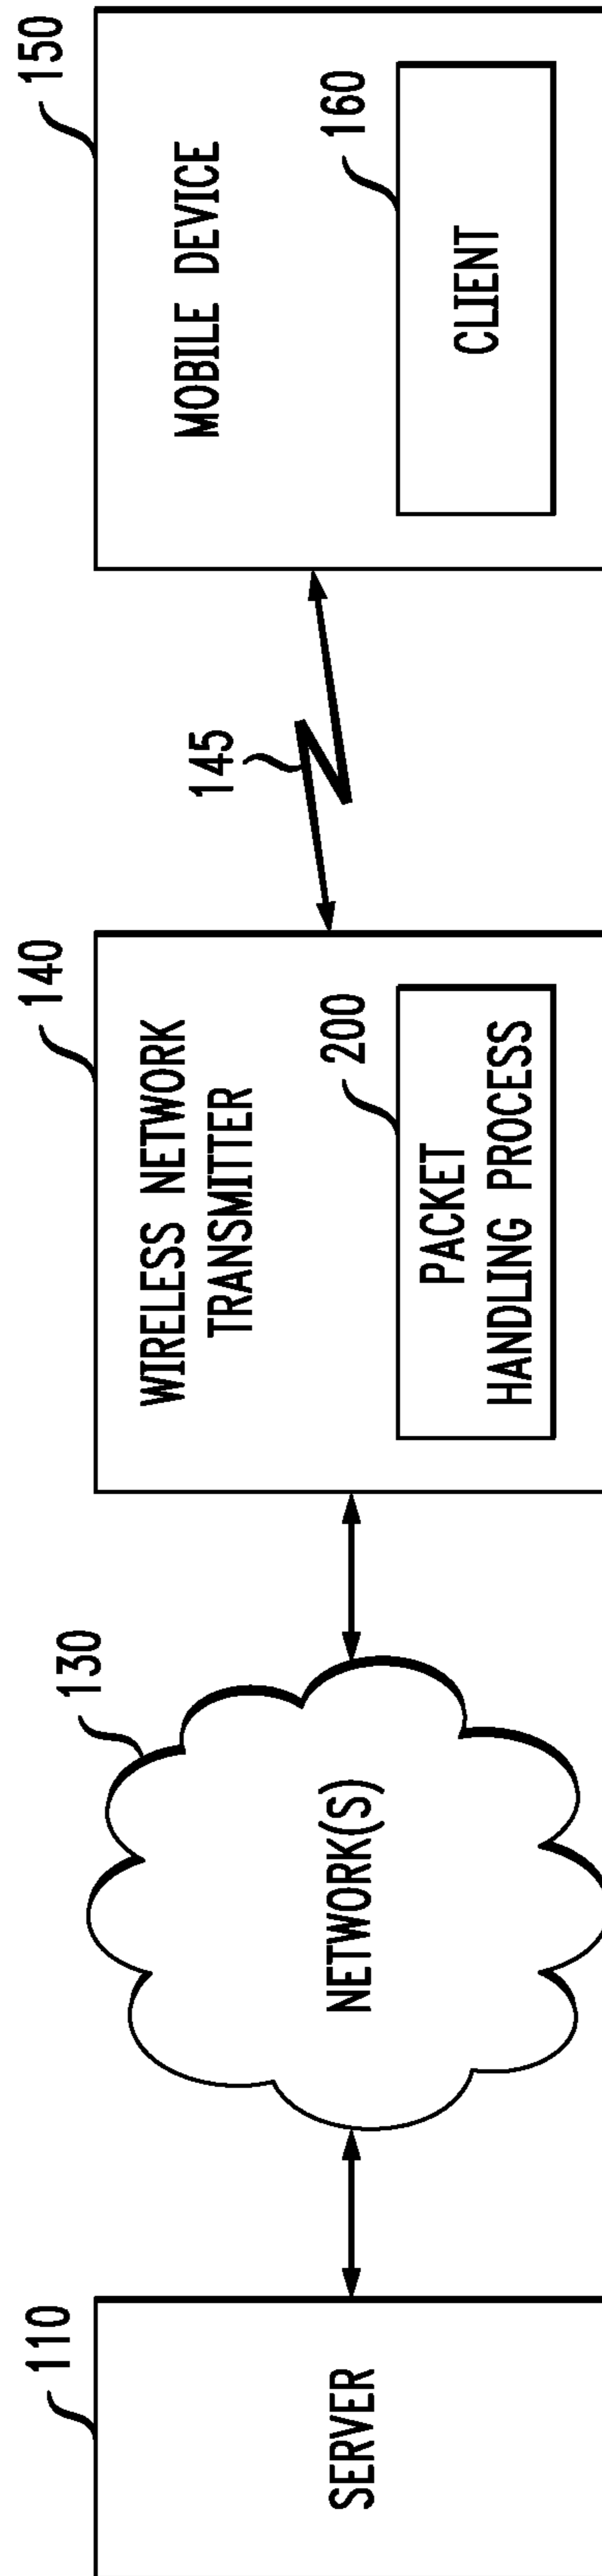 110
SERVER
130
NETWORK(S)
140
WIRELESS NETWORK
TRANSMITTER
200
PACKET
HANDLING PROCESS
145
150
MOBILE DEVICE
160
CLIENT